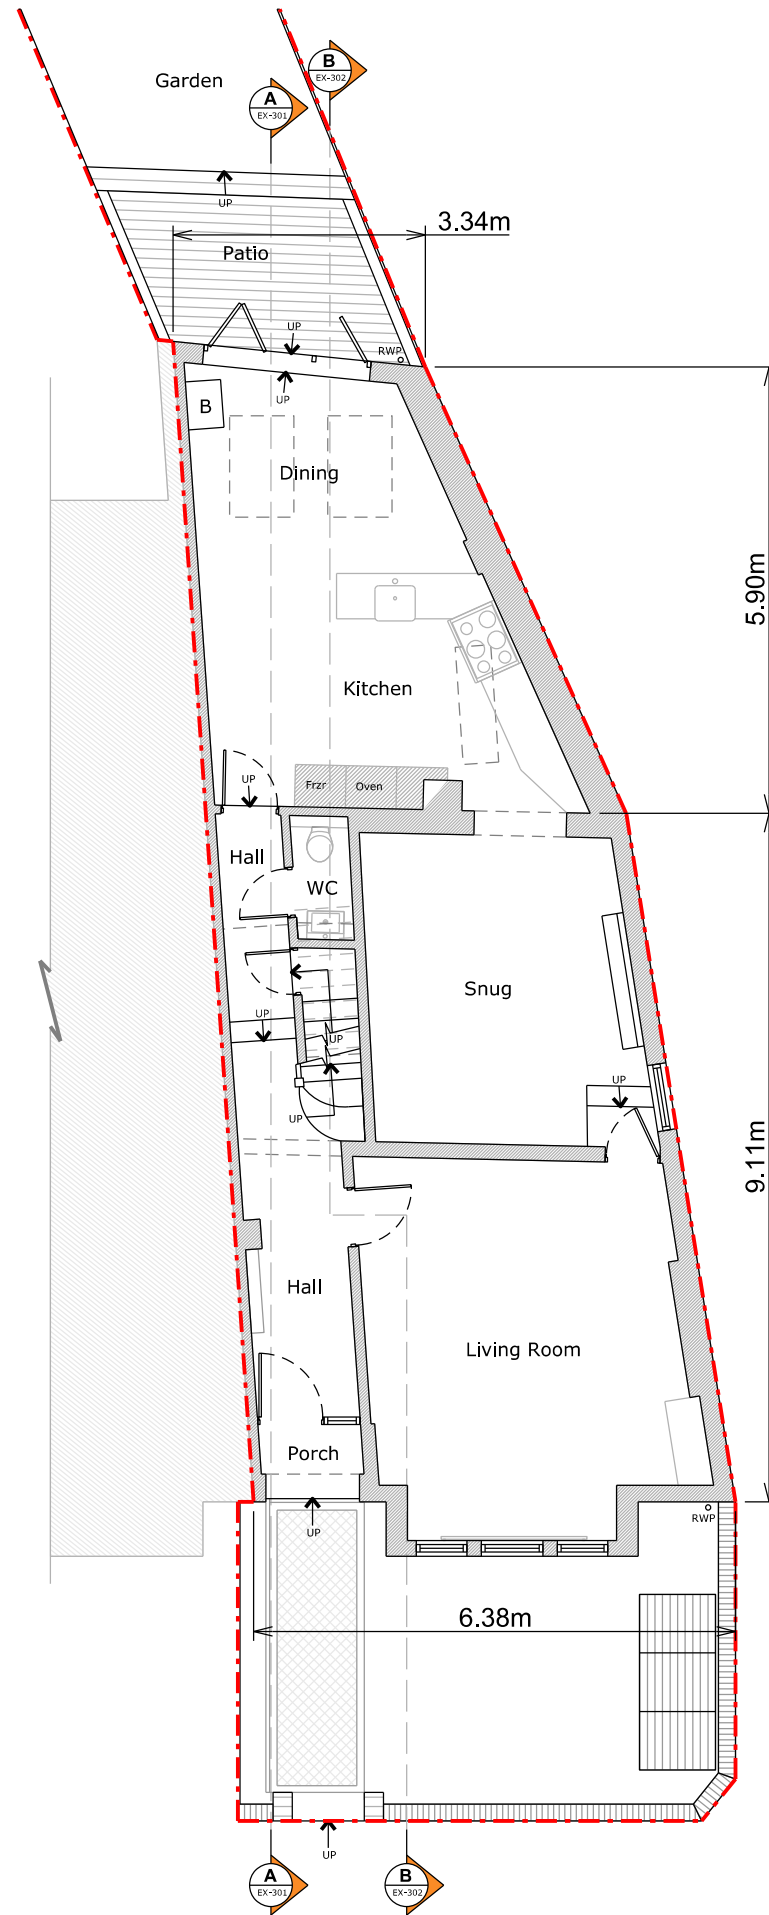 B
EX-302
Garden
A
EX-301
UP
3.34m
Patio
UP
RWP
UP
B
Dining
5.90m
Kitchen
UP
Frzr
Oven
Hall
WC
Snug
UP
UP
UP
UP
9.11m
Hall
Living Room
Porch
RWP
UP
6.38m
UP
A
EX-301
B
EX-302